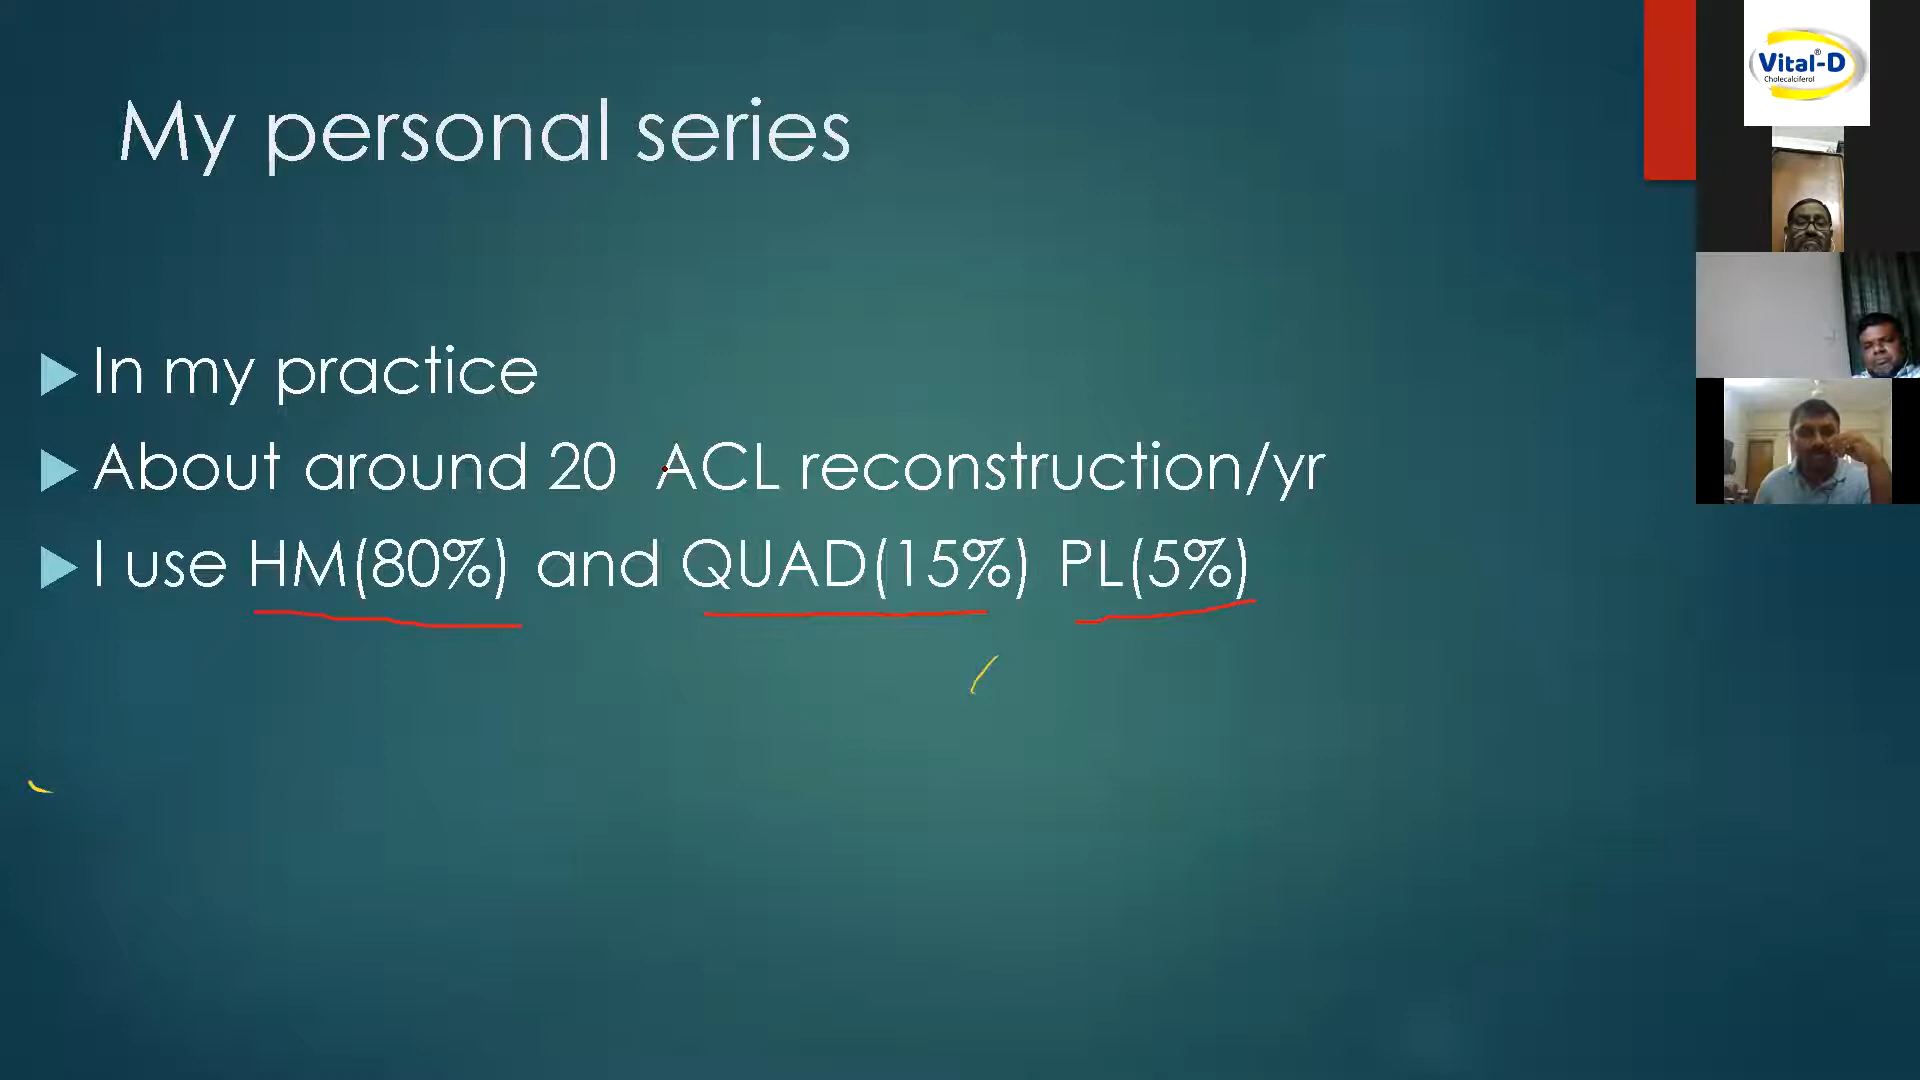 My personal series
In my practice
About around 20 ACL reconstruction/yr
I use HM(80%) and QUAD(15%) PL(5%)
Vital-D®
Cholecalciferol